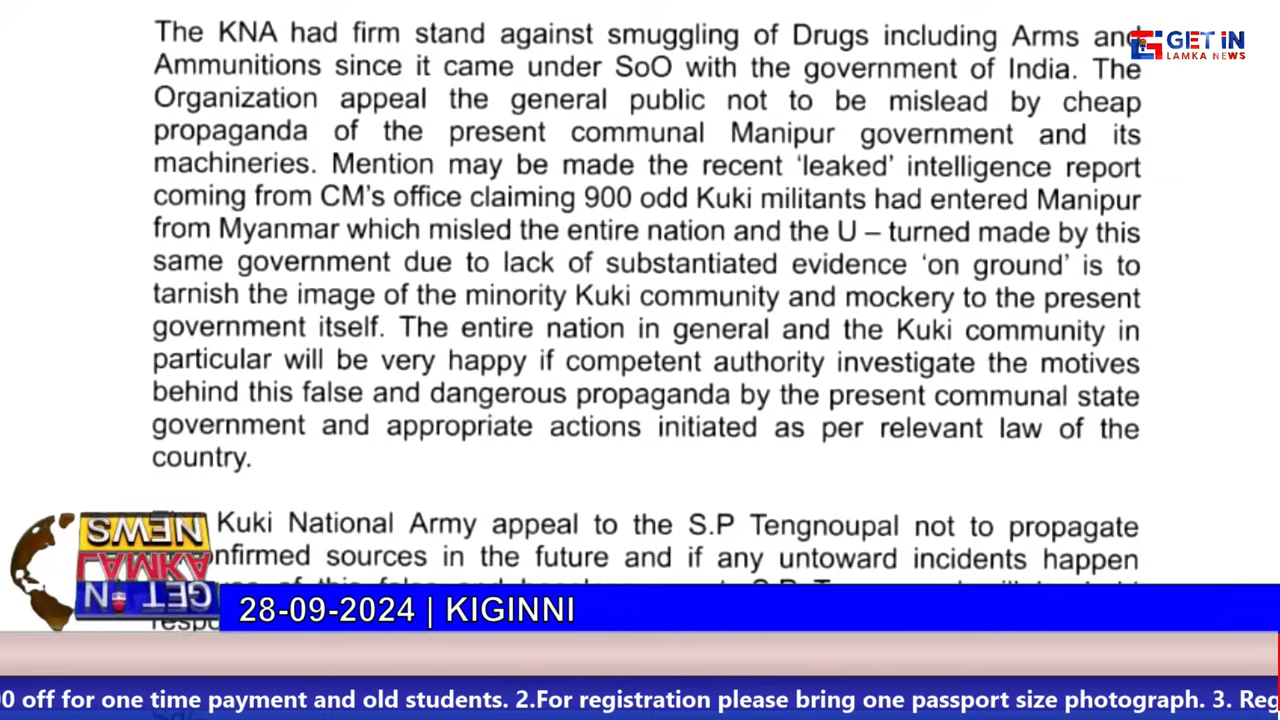 The KNA had firm stand against smuggling of Drugs including Arms and
Ammunitions since it came under SoO with the government of India. The
Organization appeal the general public not to be mislead by cheap
propaganda of the present communal Manipur government and its
machineries. Mention may be made the recent ‘leaked’ intelligence report
coming from CM’s office claiming 900 odd Kuki militants had entered Manipur
from Myanmar which misled the entire nation and the U – turned made by this
same government due to lack of substantiated evidence ‘on ground’ is to
tarnish the image of the minority Kuki community and mockery to the present
government itself. The entire nation in general and the Kuki community in
particular will be very happy if competent authority investigate the motives
behind this false and dangerous propaganda by the present communal state
government and appropriate actions initiated as per relevant law of the
country.
Kuki National Army appeal to the S.P Tengnoupal not to propagate
sources in the future and if any untoward incidents happen
GET iN
LAMKA NEWS
GET iN
LAMKA
NEWS
28-09-2024 | KIGINNI
off for one time payment and old students. 2.For registration please bring one passport size photograph. 3.